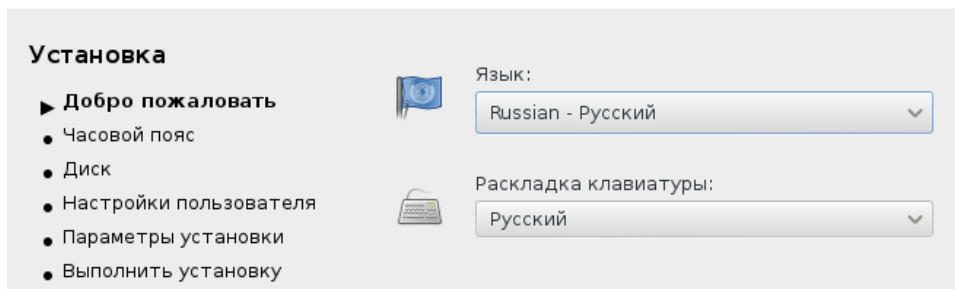 Установка
Добро пожаловать
Часовой пояс
Диск
Настройки пользователя
Параметры установки
Выполнить установку
Язык:
Russian - Русский
Раскладка клавиатуры:
Русский